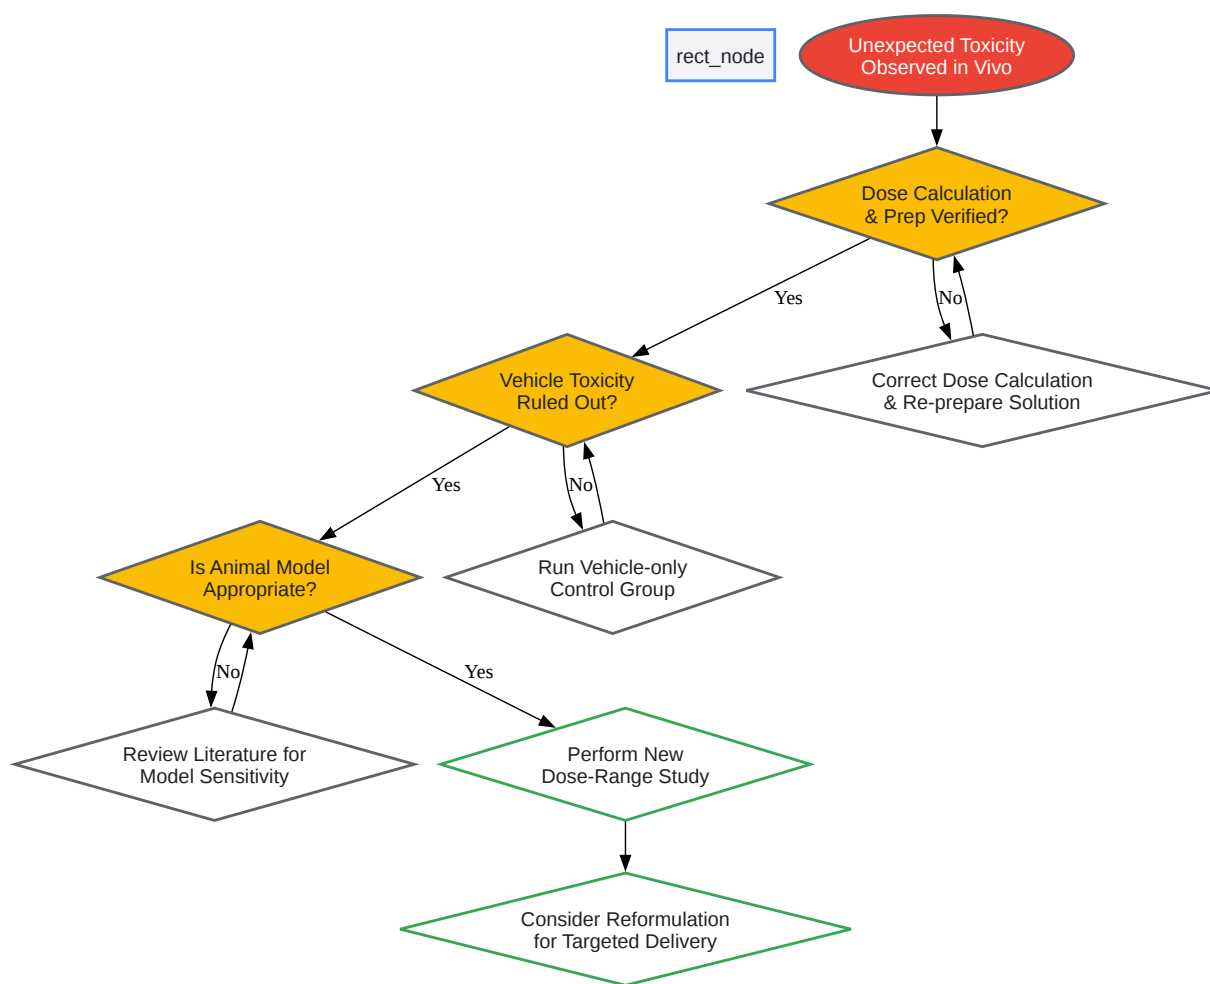 rect_node
Unexpected Toxicity
Observed in Vivo
Dose Calculation
& Prep Verified?
Yes
No
Vehicle Toxicity
Ruled Out?
Correct Dose Calculation
& Re-prepare Solution
Yes
No
Is Animal Model
Appropriate?
Run Vehicle-only
Control Group
No
Yes
Review Literature for
Model Sensitivity
Perform New
Dose-Range Study
Consider Reformulation
for Targeted Delivery